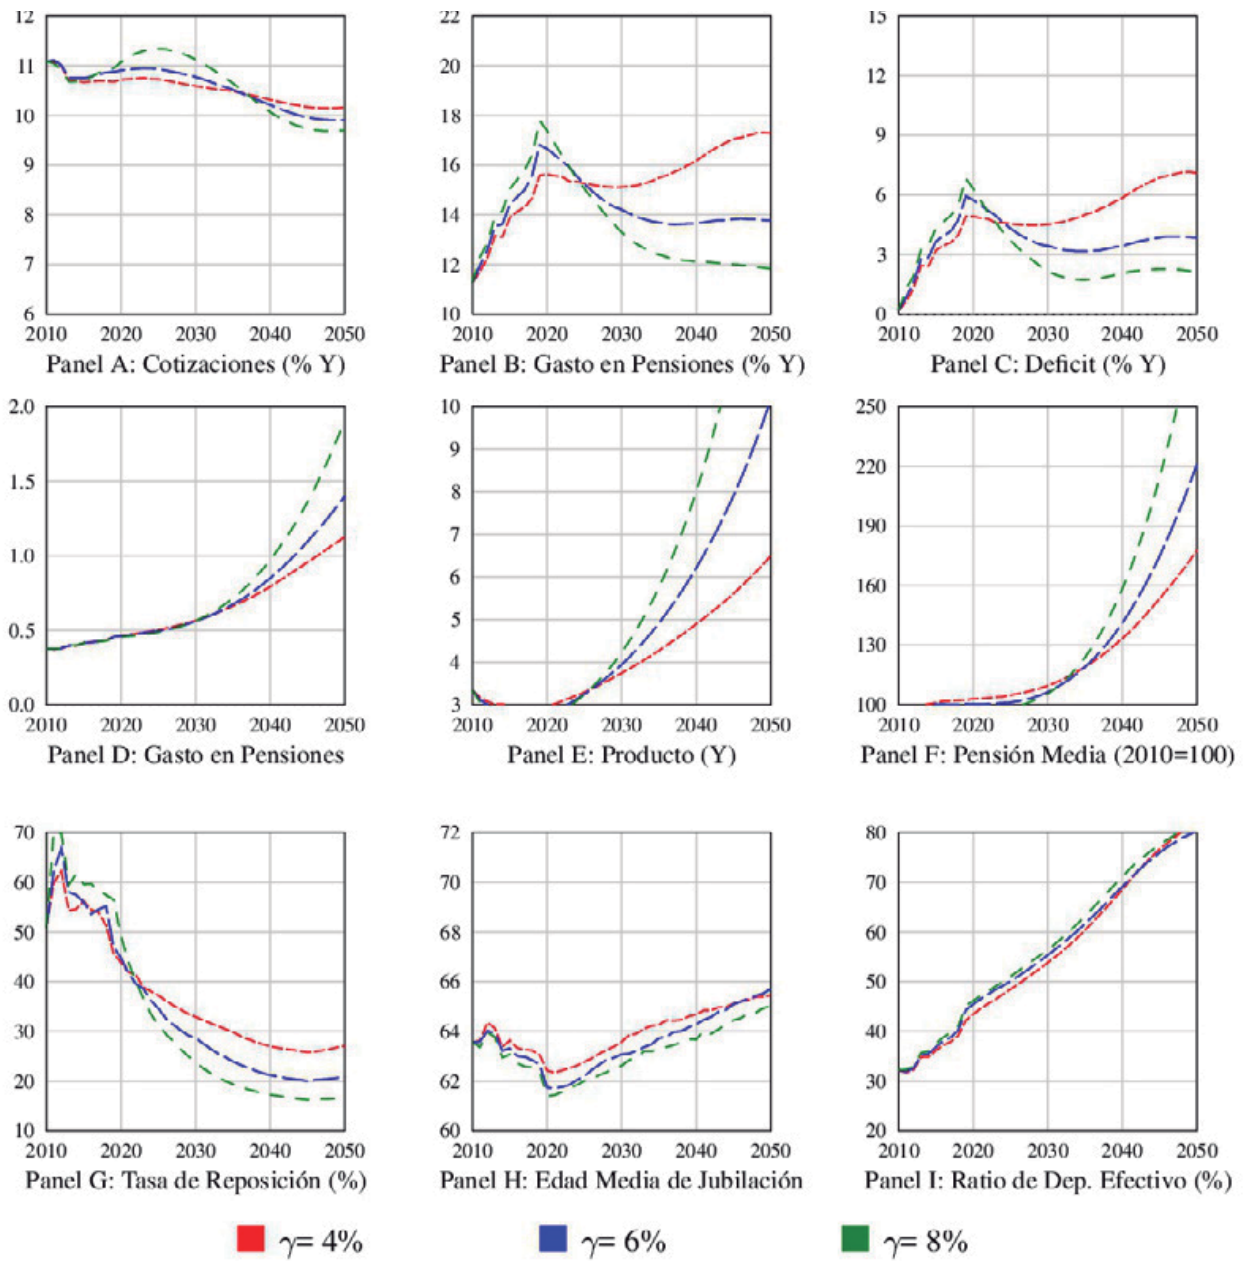 12
11
10
9
8
7
6
2010 2020 2030 2040 2050
Panel A: Cotizaciones (% Y)
22
20
18
16
14
12
10
2010 2020 2030 2040 2050
Panel B: Gasto en Pensiones (% Y)
15
12
9
6
3
0
2010 2020 2030 2040 2050
Panel C: Deficit (% Y)
2.0
1.5
1.0
0.5
0.0
2010 2020 2030 2040 2050
Panel D: Gasto en Pensiones
10
9
8
7
6
5
4
3
2010 2020 2030 2040 2050
Panel E: Producto (Y)
250
220
190
160
130
100
2010 2020 2030 2040 2050
Panel F: Pensión Media (2010=100)
70
60
50
40
30
20
10
2010 2020 2030 2040 2050
Panel G: Tasa de Reposición (%)
72
70
68
66
64
62
60
2010 2020 2030 2040 2050
Panel H: Edad Media de Jubilación
80
70
60
50
40
30
20
2010 2020 2030 2040 2050
Panel I: Ratio de Dep. Efectivo (%)
γ= 4%
γ= 6%
γ= 8%